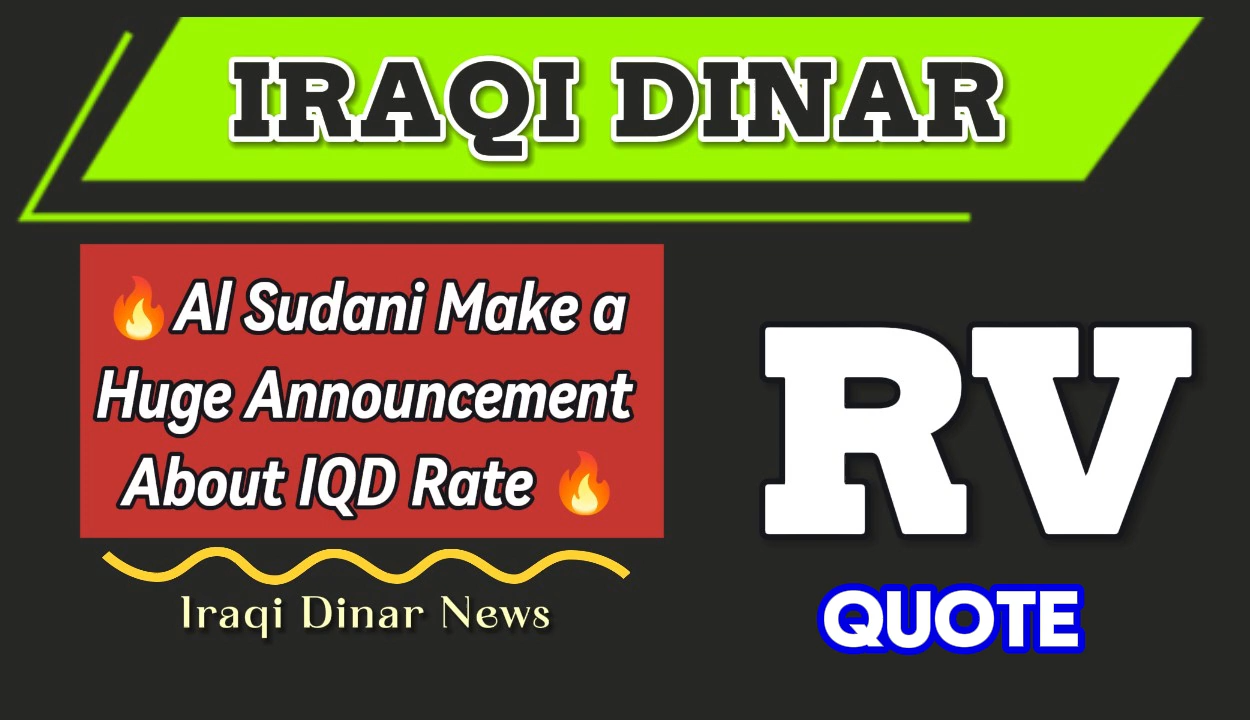 IRAQI DINAR
🔥Al Sudani Make a
Huge Announcement
About IQD Rate 🔥
Iraqi Dinar News
RV
QUOTE